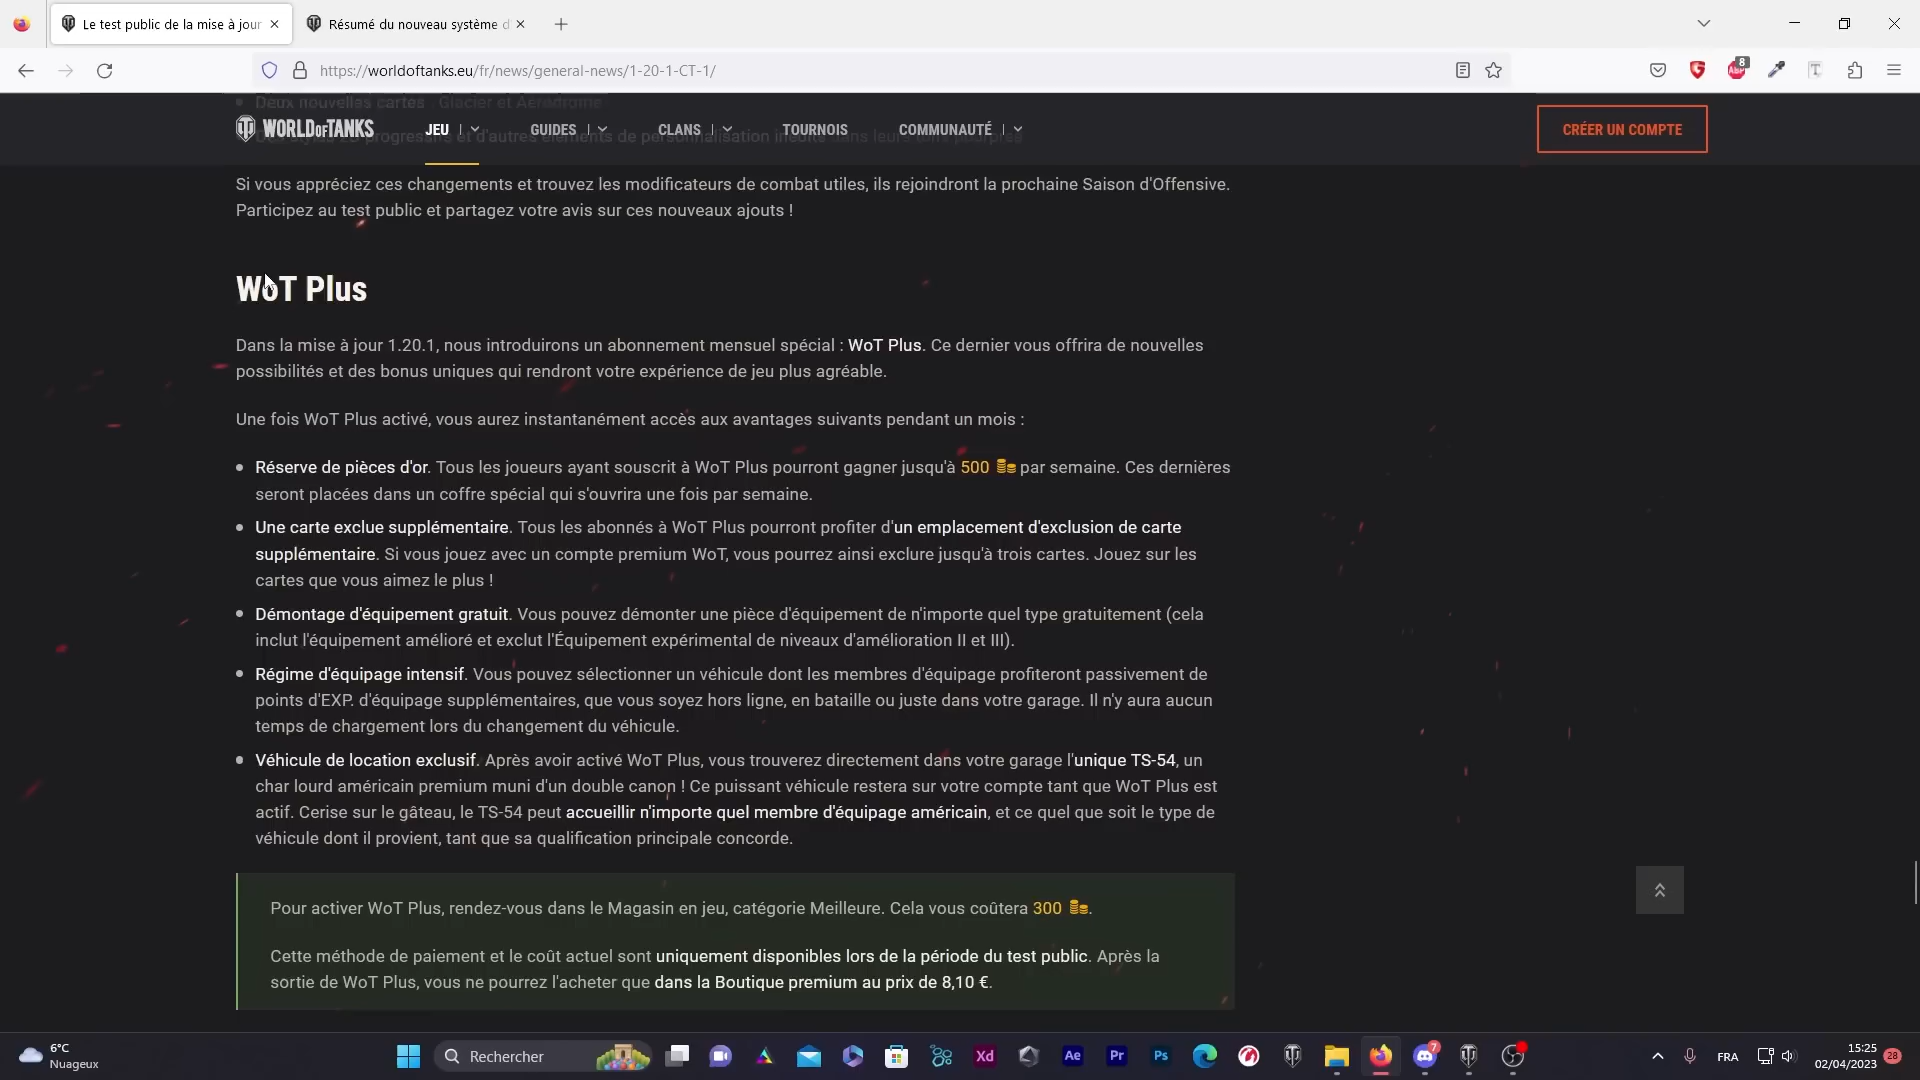 Le test public de la mise à jour
Résumé du nouveau système d
https://worldoftanks.eu/fr/news/general-news/1-20-1-CT-1/
8
Deux nouvelles cartes : Glacier et Aérodrome
WORLD OF TANKS
JEU
GUIDES
CLANS
TOURNOIS
COMMUNAUTÉ
CRÉER UN COMPTE
progressifs et d'autres éléments de personnalisation inédits dans leurs
Si vous appréciez ces changements et trouvez les modificateurs de combat utiles, ils rejoindront la prochaine Saison d'Offensive.
Participez au test public et partagez votre avis sur ces nouveaux ajouts !
WoT Plus
Dans la mise à jour 1.20.1, nous introduirons un abonnement mensuel spécial : WoT Plus. Ce dernier vous offrira de nouvelles
possibilités et des bonus uniques qui rendront votre expérience de jeu plus agréable.
Une fois WoT Plus activé, vous aurez instantanément accès aux avantages suivants pendant un mois :
Réserve de pièces d'or. Tous les joueurs ayant souscrit à WoT Plus pourront gagner jusqu'à 500 par semaine. Ces dernières
seront placées dans un coffre spécial qui s'ouvrira une fois par semaine.
Une carte exclue supplémentaire. Tous les abonnés à WoT Plus pourront profiter d'un emplacement d'exclusion de carte
supplémentaire. Si vous jouez avec un compte premium WoT, vous pourrez ainsi exclure jusqu'à trois cartes. Jouez sur les
cartes que vous aimez le plus !
Démontage d'équipement gratuit. Vous pouvez démonter une pièce d'équipement de n'importe quel type gratuitement (cela
inclut l'équipement amélioré et exclut l'Équipement expérimental de niveaux d'amélioration II et III).
Régime d'équipage intensif. Vous pouvez sélectionner un véhicule dont les membres d'équipage profiteront passivement de
points d'EXP. d'équipage supplémentaires, que vous soyez hors ligne, en bataille ou juste dans votre garage. Il n'y aura aucun
temps de chargement lors du changement du véhicule.
Véhicule de location exclusif. Après avoir activé WoT Plus, vous trouverez directement dans votre garage l'unique TS-54, un
char lourd américain premium muni d'un double canon ! Ce puissant véhicule restera sur votre compte tant que WoT Plus est
actif. Cerise sur le gâteau, le TS-54 peut accueillir n'importe quel membre d'équipage américain, et ce quel que soit le type de
véhicule dont il provient, tant que sa qualification principale concorde.
Pour activer WoT Plus, rendez-vous dans le Magasin en jeu, catégorie Meilleure. Cela vous coûtera 300 .
Cette méthode de paiement et le coût actuel sont uniquement disponibles lors de la période du test public. Après la
sortie de WoT Plus, vous ne pourrez l'acheter que dans la Boutique premium au prix de 8,10 €.
6°C
Nuageux
Rechercher
Xd
Ae
Pr
Ps
7
FRA
15:25
02/04/2023
28